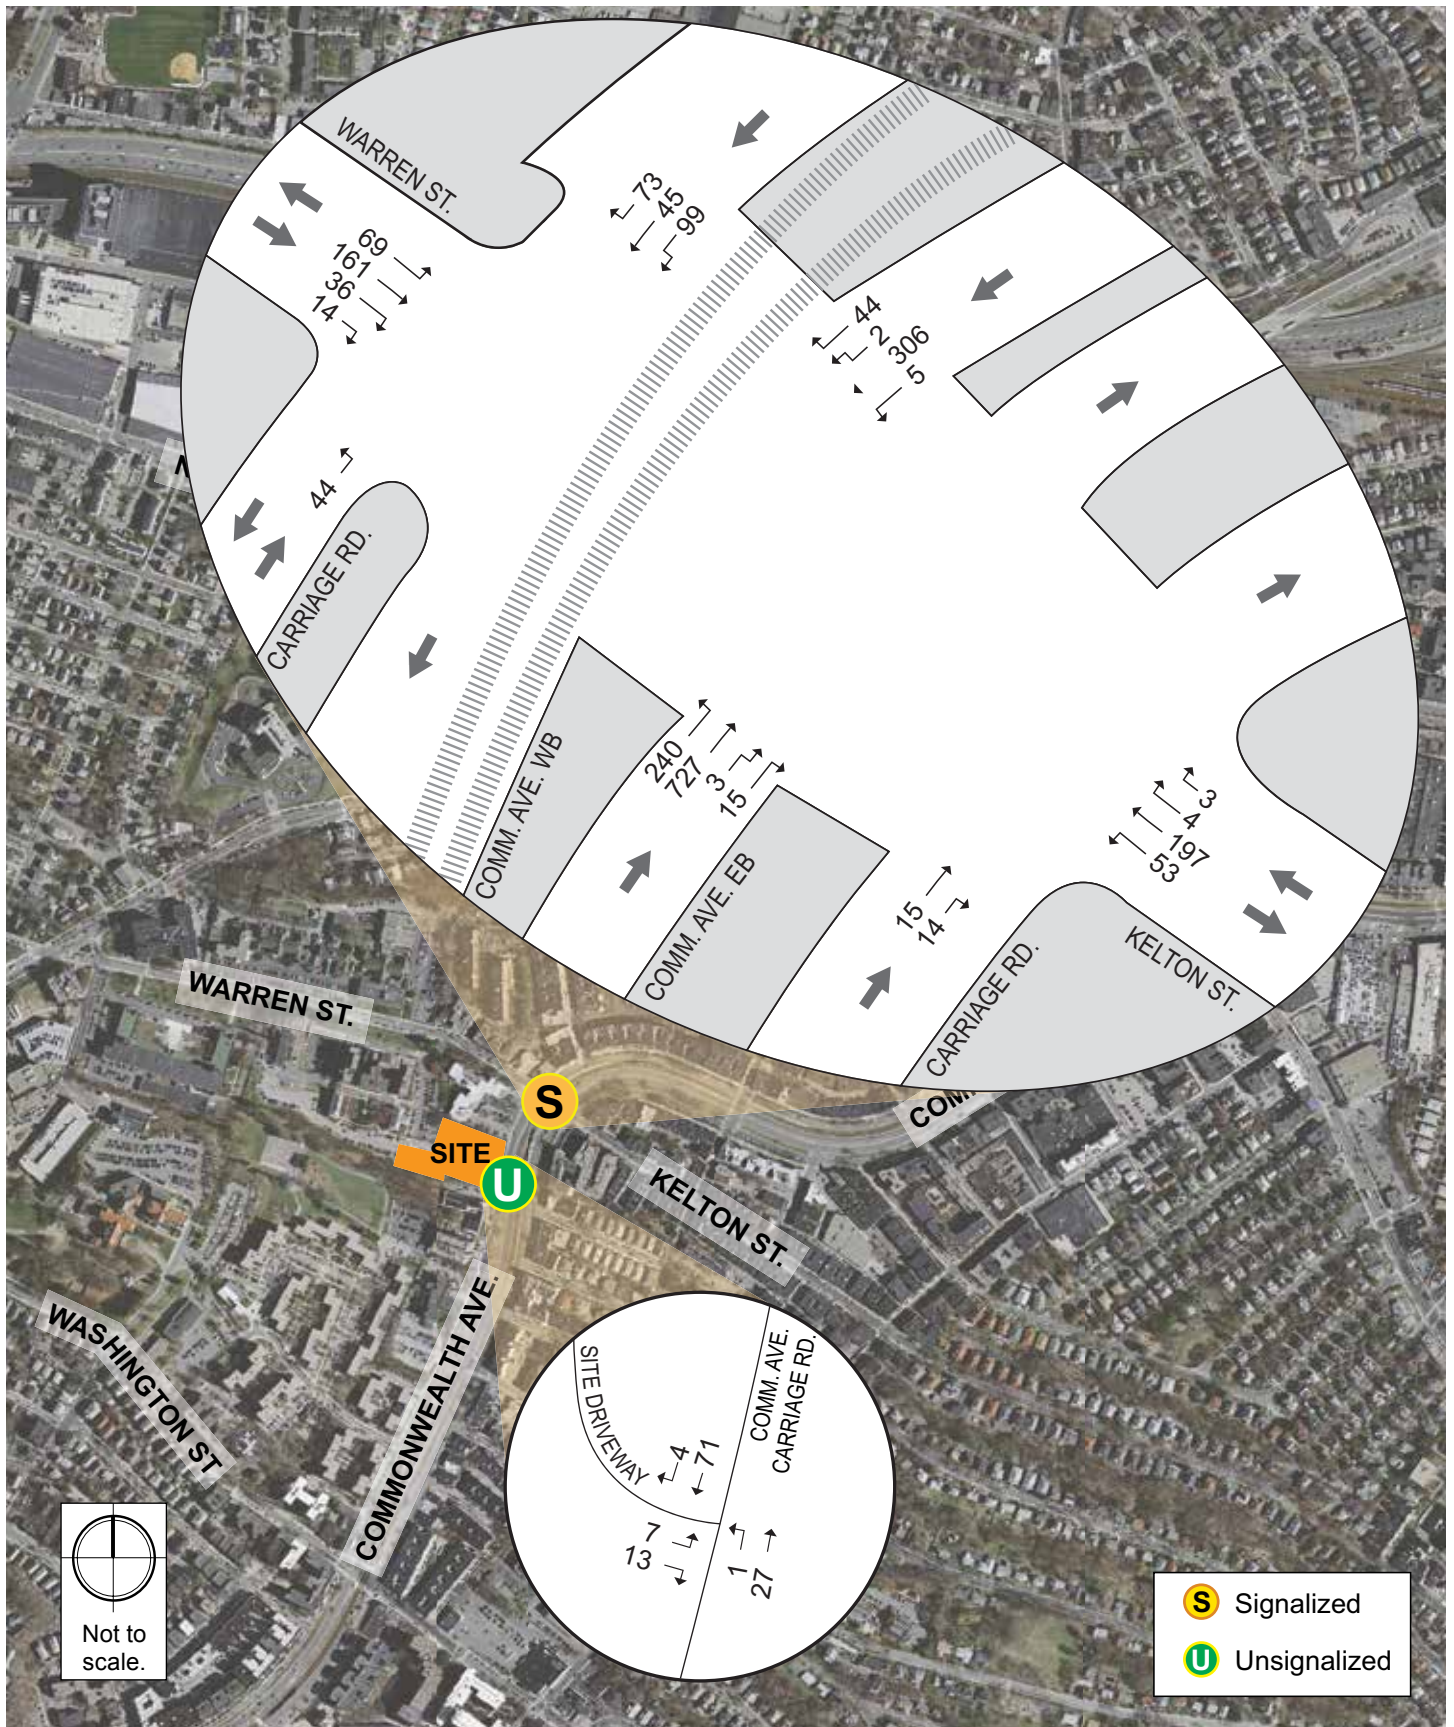 WARREN ST.
73
45
99
69
161
36
14
44
2
306
5
44
CARRIAGE RD.
COMM. AVE. WB
240
727
3
15
COMM. AVE. EB
15
14
3
4
197
53
CARRIAGE RD.
KELTON ST.
WARREN ST.
S
SITE
U
KELTON ST.
WASHINGTON ST
COMMONWEALTH AVE.
SITE DRIVEWAY
COMM. AVE.
CARRIAGE RD.
4
71
7
13
1
27
Not to
scale.
S Signalized
U Unsignalized